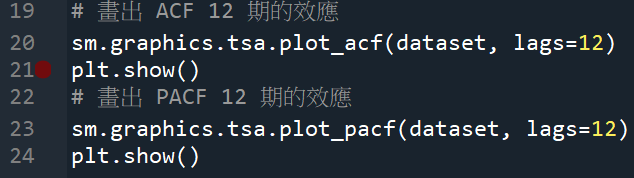 19 # 畫出 ACF 12 期的效應
20 sm.graphics.tsa.plot_acf(dataset, lags=12)
21 plt.show()
22 # 畫出 PACF 12 期的效應
23 sm.graphics.tsa.plot_pacf(dataset, lags=12)
24 plt.show()